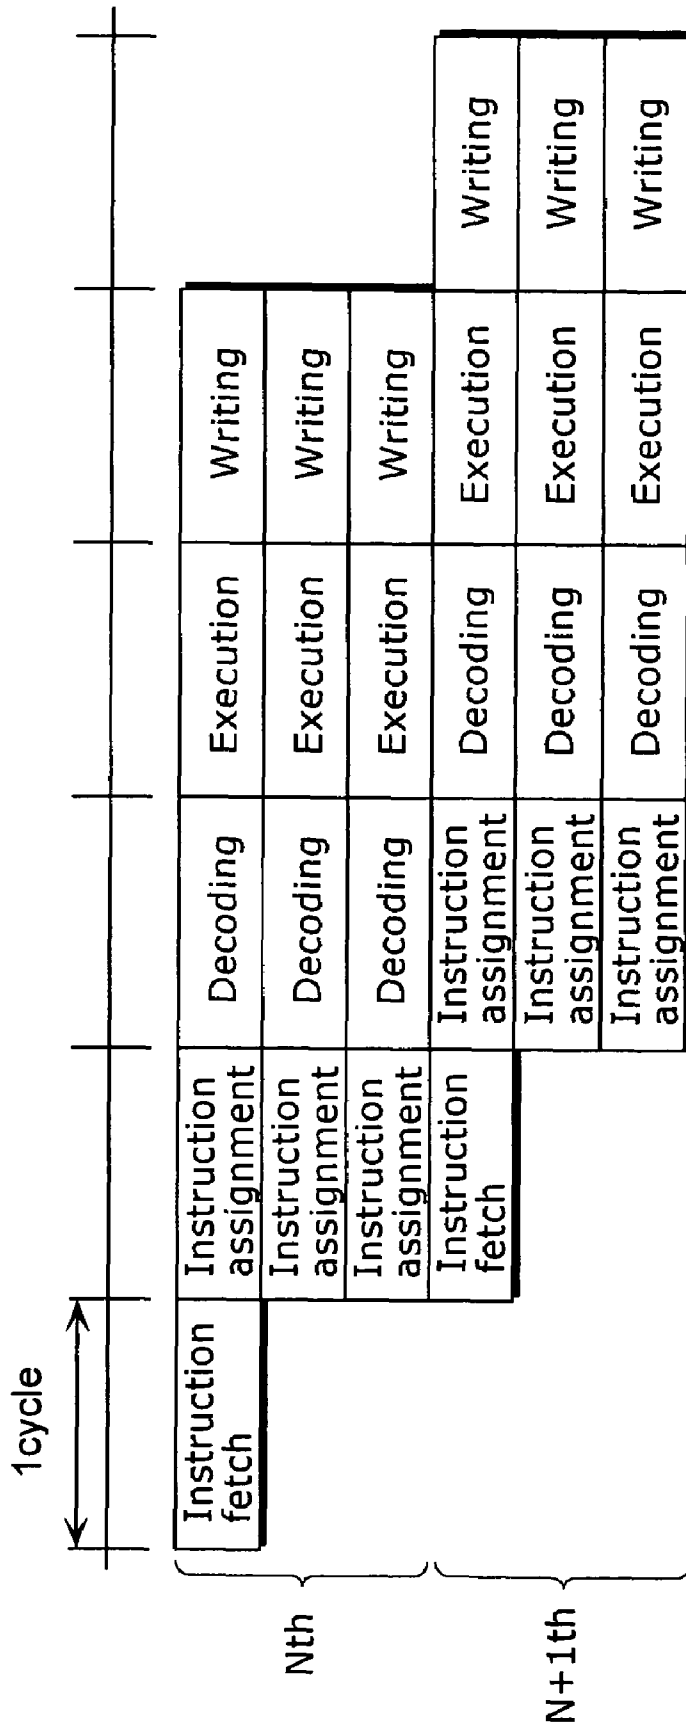 1cycle
Nth
Instruction
fetch
Instruction
assignment
Decoding
Execution
Writing
Instruction
assignment
Decoding
Execution
Writing
Instruction
assignment
Decoding
Execution
Writing
N+1th
Instruction
fetch
Instruction
assignment
Decoding
Execution
Writing
Instruction
assignment
Decoding
Execution
Writing
Instruction
assignment
Decoding
Execution
Writing